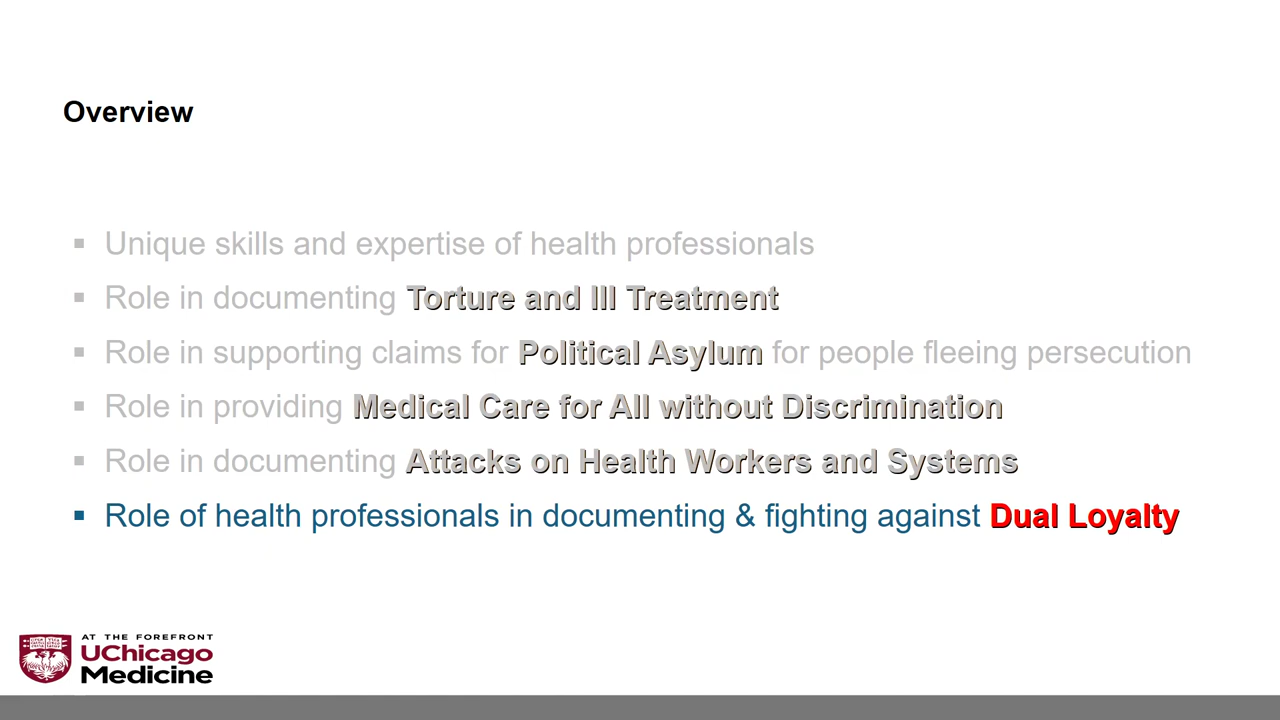 Overview
▪ Unique skills and expertise of health professionals
▪ Role in documenting Torture and Ill Treatment
▪ Role in supporting claims for Political Asylum for people fleeing persecution
▪ Role in providing Medical Care for All without Discrimination
▪ Role in documenting Attacks on Health Workers and Systems
▪ Role of health professionals in documenting & fighting against Dual Loyalty
AT THE FOREFRONT
UChicago
Medicine